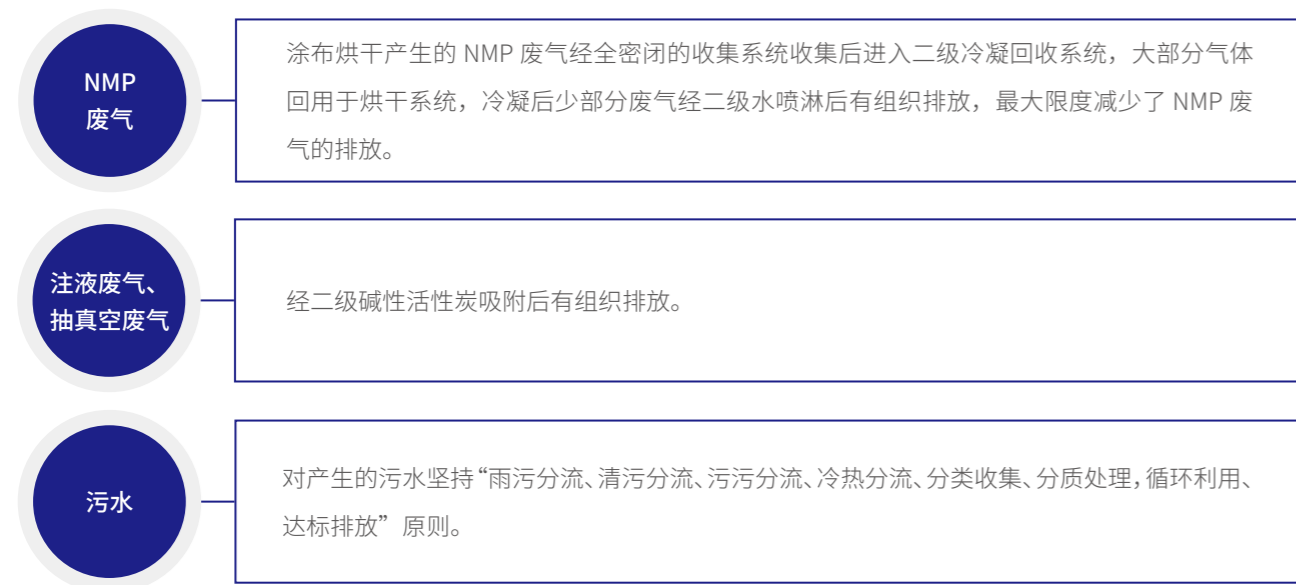 NMP
废气
涂布烘干产生的 NMP 废气经全密闭的收集系统收集后进入二级冷凝回收系统，大部分气体
回用于烘干系统，冷凝后少部分废气经二级水喷淋后有组织排放，最大限度减少了 NMP 废
气的排放。
注液废气、
抽真空废气
经二级碱性活性炭吸附后有组织排放。
污水
对产生的污水坚持“雨污分流、清污分流、污污分流、冷热分流、分类收集、分质处理，循环利用、
达标排放”原则。